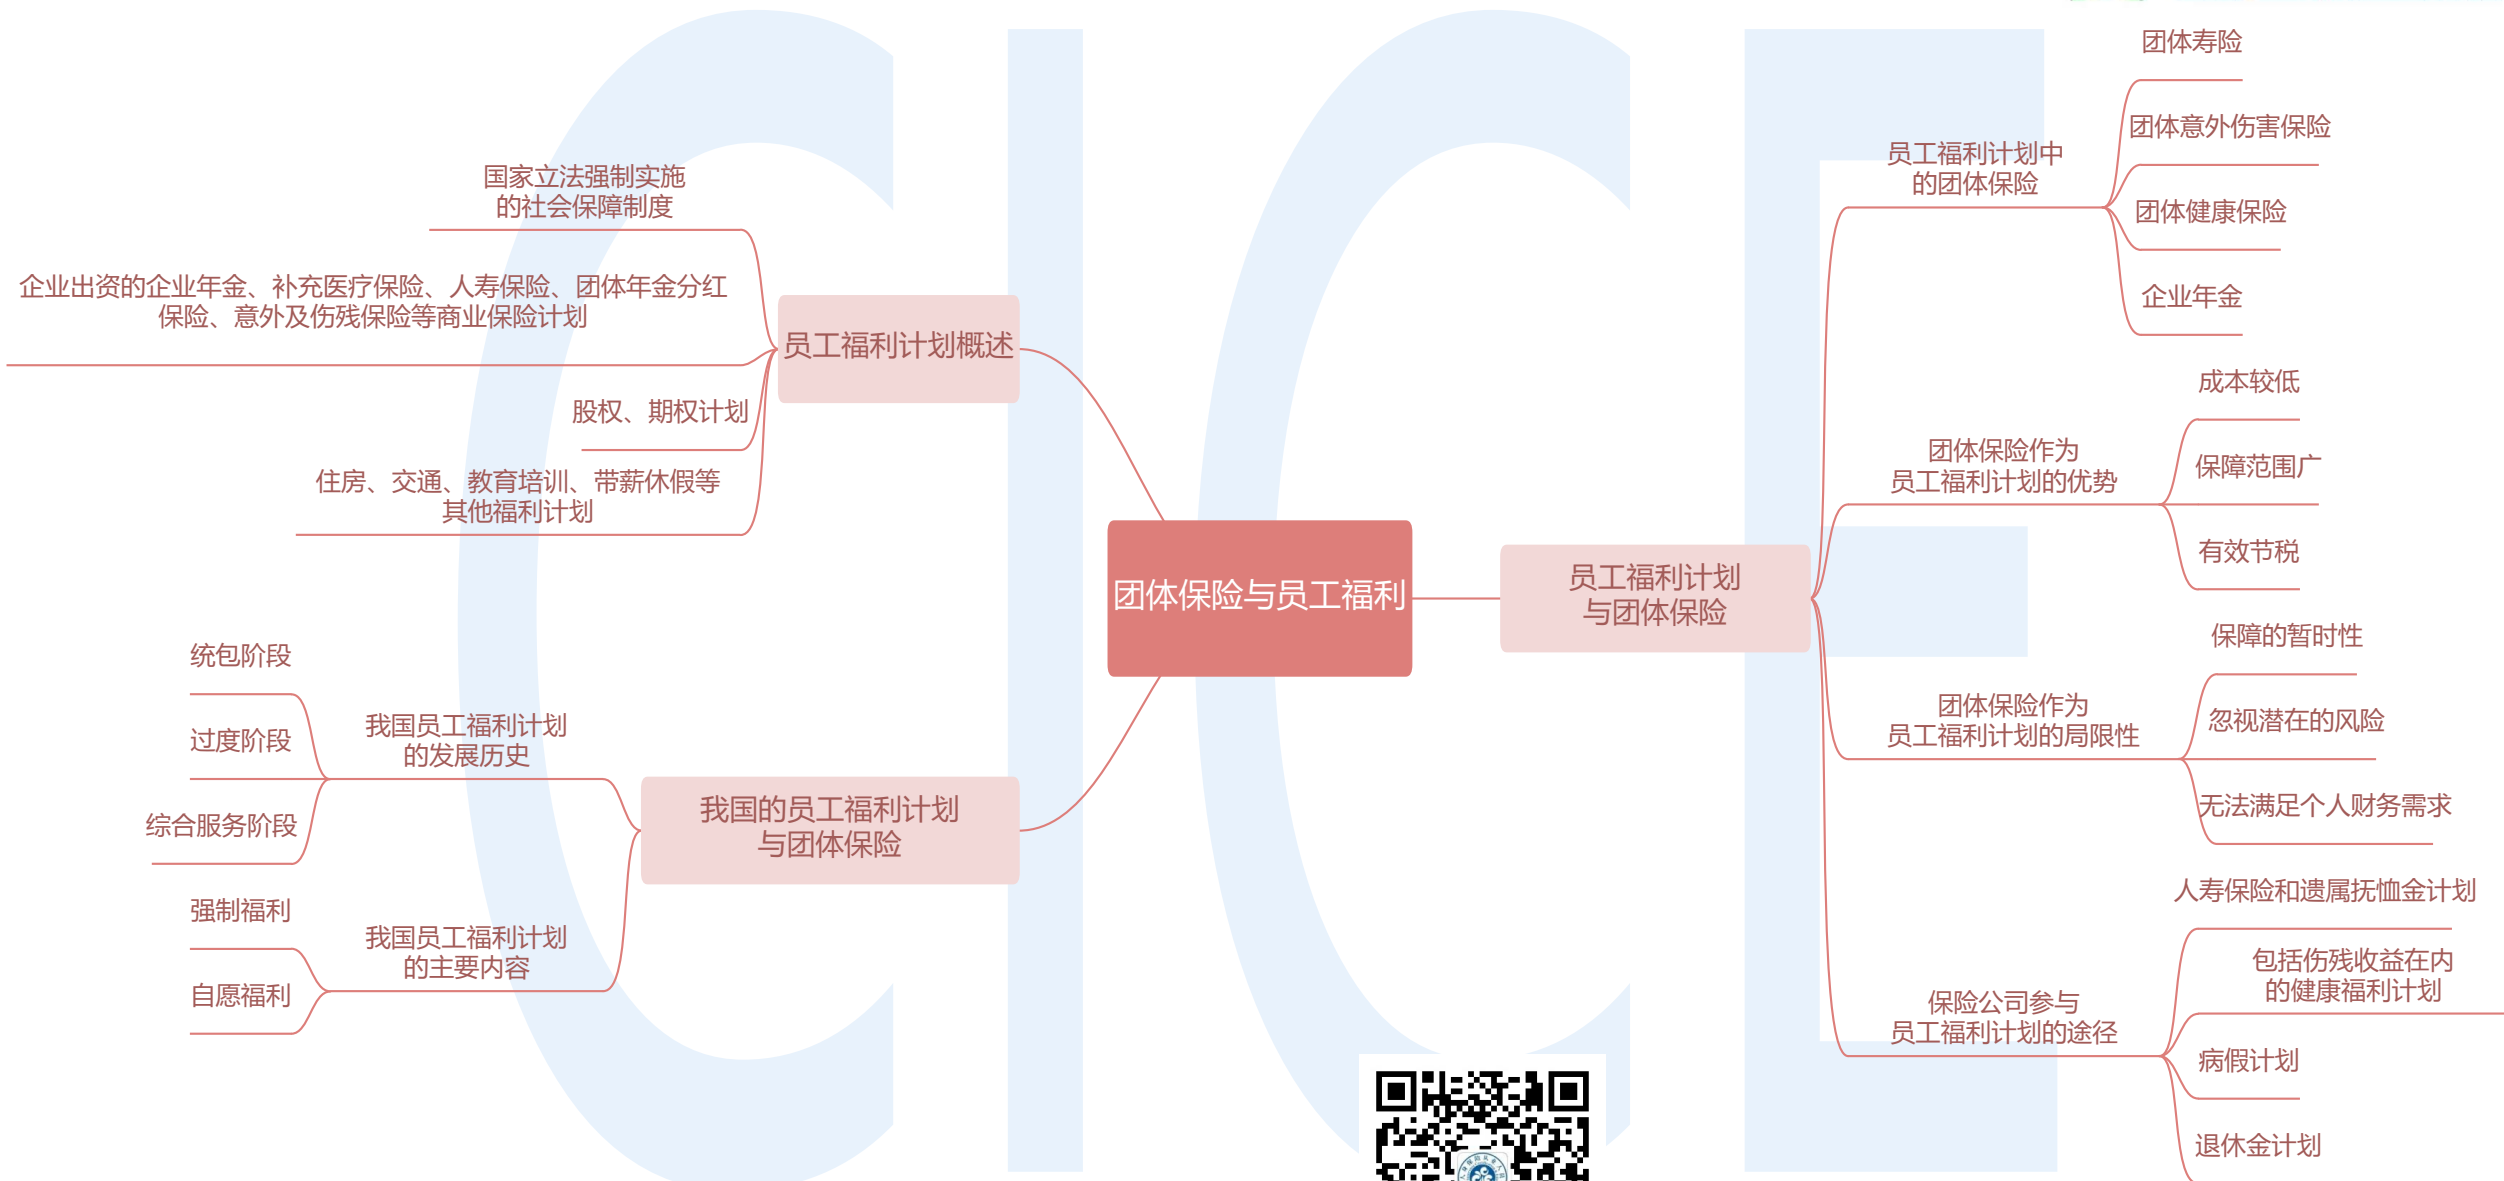 团体保险与员工福利
员工福利计划概述
国家立法强制实施
的社会保障制度
企业出资的企业年金、补充医疗保险、人寿保险、团体年金分红
保险、意外及伤残保险等商业保险计划
股权、期权计划
住房、交通、教育培训、带薪休假等
其他福利计划
员工福利计划
与团体保险
员工福利计划中
的团体保险
团体寿险
团体意外伤害保险
团体健康保险
企业年金
团体保险作为
员工福利计划的优势
成本较低
保障范围广
有效节税
团体保险作为
员工福利计划的局限性
保障的暂时性
忽视潜在的风险
无法满足个人财务需求
保险公司参与
员工福利计划的途径
人寿保险和遗属抚恤金计划
包括伤残收益在内
的健康福利计划
病假计划
退休金计划
我国的员工福利计划
与团体保险
我国员工福利计划
的发展历史
统包阶段
过度阶段
综合服务阶段
我国员工福利计划
的主要内容
强制福利
自愿福利
CICE